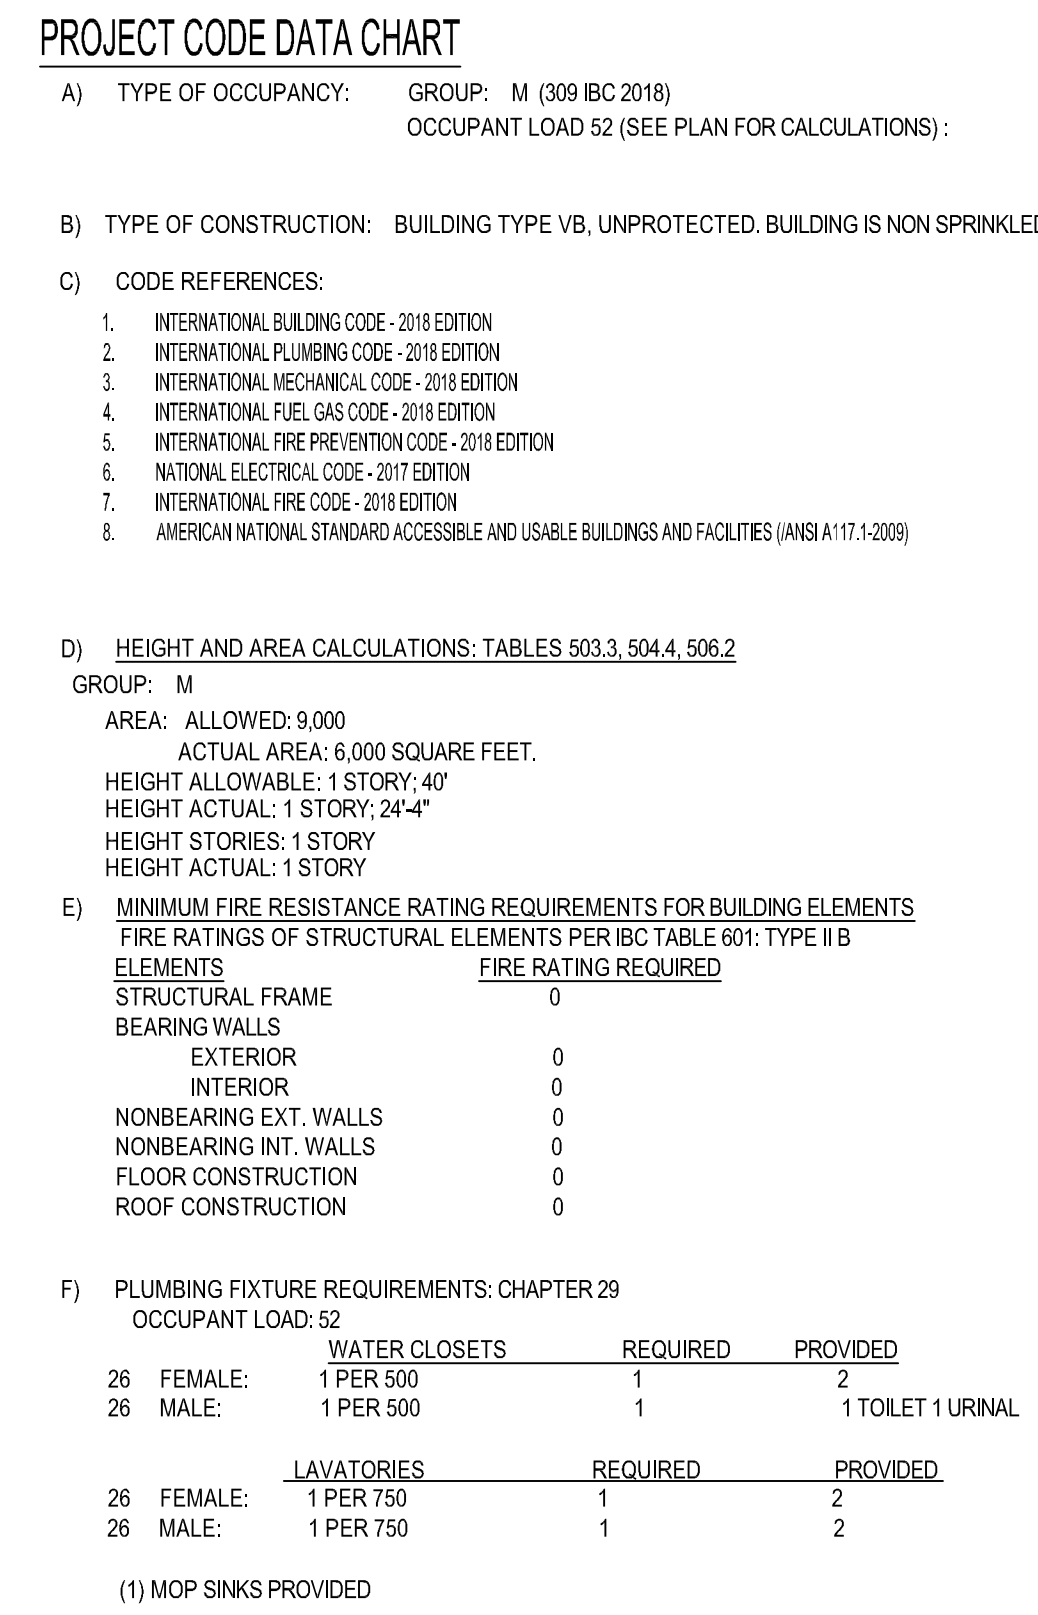 PROJECT CODE DATA CHART
A) TYPE OF OCCUPANCY: GROUP: M (309 IBC 2018)
OCCUPANT LOAD 52 (SEE PLAN FOR CALCULATIONS) :
B) TYPE OF CONSTRUCTION: BUILDING TYPE VB, UNPROTECTED. BUILDING IS NON SPRINKLED
C) CODE REFERENCES:
1. INTERNATIONAL BUILDING CODE - 2018 EDITION
2. INTERNATIONAL PLUMBING CODE - 2018 EDITION
3. INTERNATIONAL MECHANICAL CODE - 2018 EDITION
4. INTERNATIONAL FUEL GAS CODE - 2018 EDITION
5. INTERNATIONAL FIRE PREVENTION CODE - 2018 EDITION
6. NATIONAL ELECTRICAL CODE - 2017 EDITION
7. INTERNATIONAL FIRE CODE - 2018 EDITION
8. AMERICAN NATIONAL STANDARD ACCESSIBLE AND USABLE BUILDINGS AND FACILITIES (/ANSI A117.1-2009)
D) HEIGHT AND AREA CALCULATIONS: TABLES 503.3, 504.4, 506.2
GROUP: M
AREA: ALLOWED: 9,000
ACTUAL AREA: 6,000 SQUARE FEET.
HEIGHT ALLOWABLE: 1 STORY; 40'
HEIGHT ACTUAL: 1 STORY; 24'-4"
HEIGHT STORIES: 1 STORY
HEIGHT ACTUAL: 1 STORY
E) MINIMUM FIRE RESISTANCE RATING REQUIREMENTS FOR BUILDING ELEMENTS
FIRE RATINGS OF STRUCTURAL ELEMENTS PER IBC TABLE 601: TYPE II B
ELEMENTS FIRE RATING REQUIRED
STRUCTURAL FRAME 0
BEARING WALLS
EXTERIOR 0
INTERIOR 0
NONBEARING EXT. WALLS 0
NONBEARING INT. WALLS 0
FLOOR CONSTRUCTION 0
ROOF CONSTRUCTION 0
F) PLUMBING FIXTURE REQUIREMENTS: CHAPTER 29
OCCUPANT LOAD: 52
WATER CLOSETS REQUIRED PROVIDED
26 FEMALE: 1 PER 500 1 2
26 MALE: 1 PER 500 1 1 TOILET 1 URINAL
LAVATORIES REQUIRED PROVIDED
26 FEMALE: 1 PER 750 1 2
26 MALE: 1 PER 750 1 2
(1) MOP SINKS PROVIDED